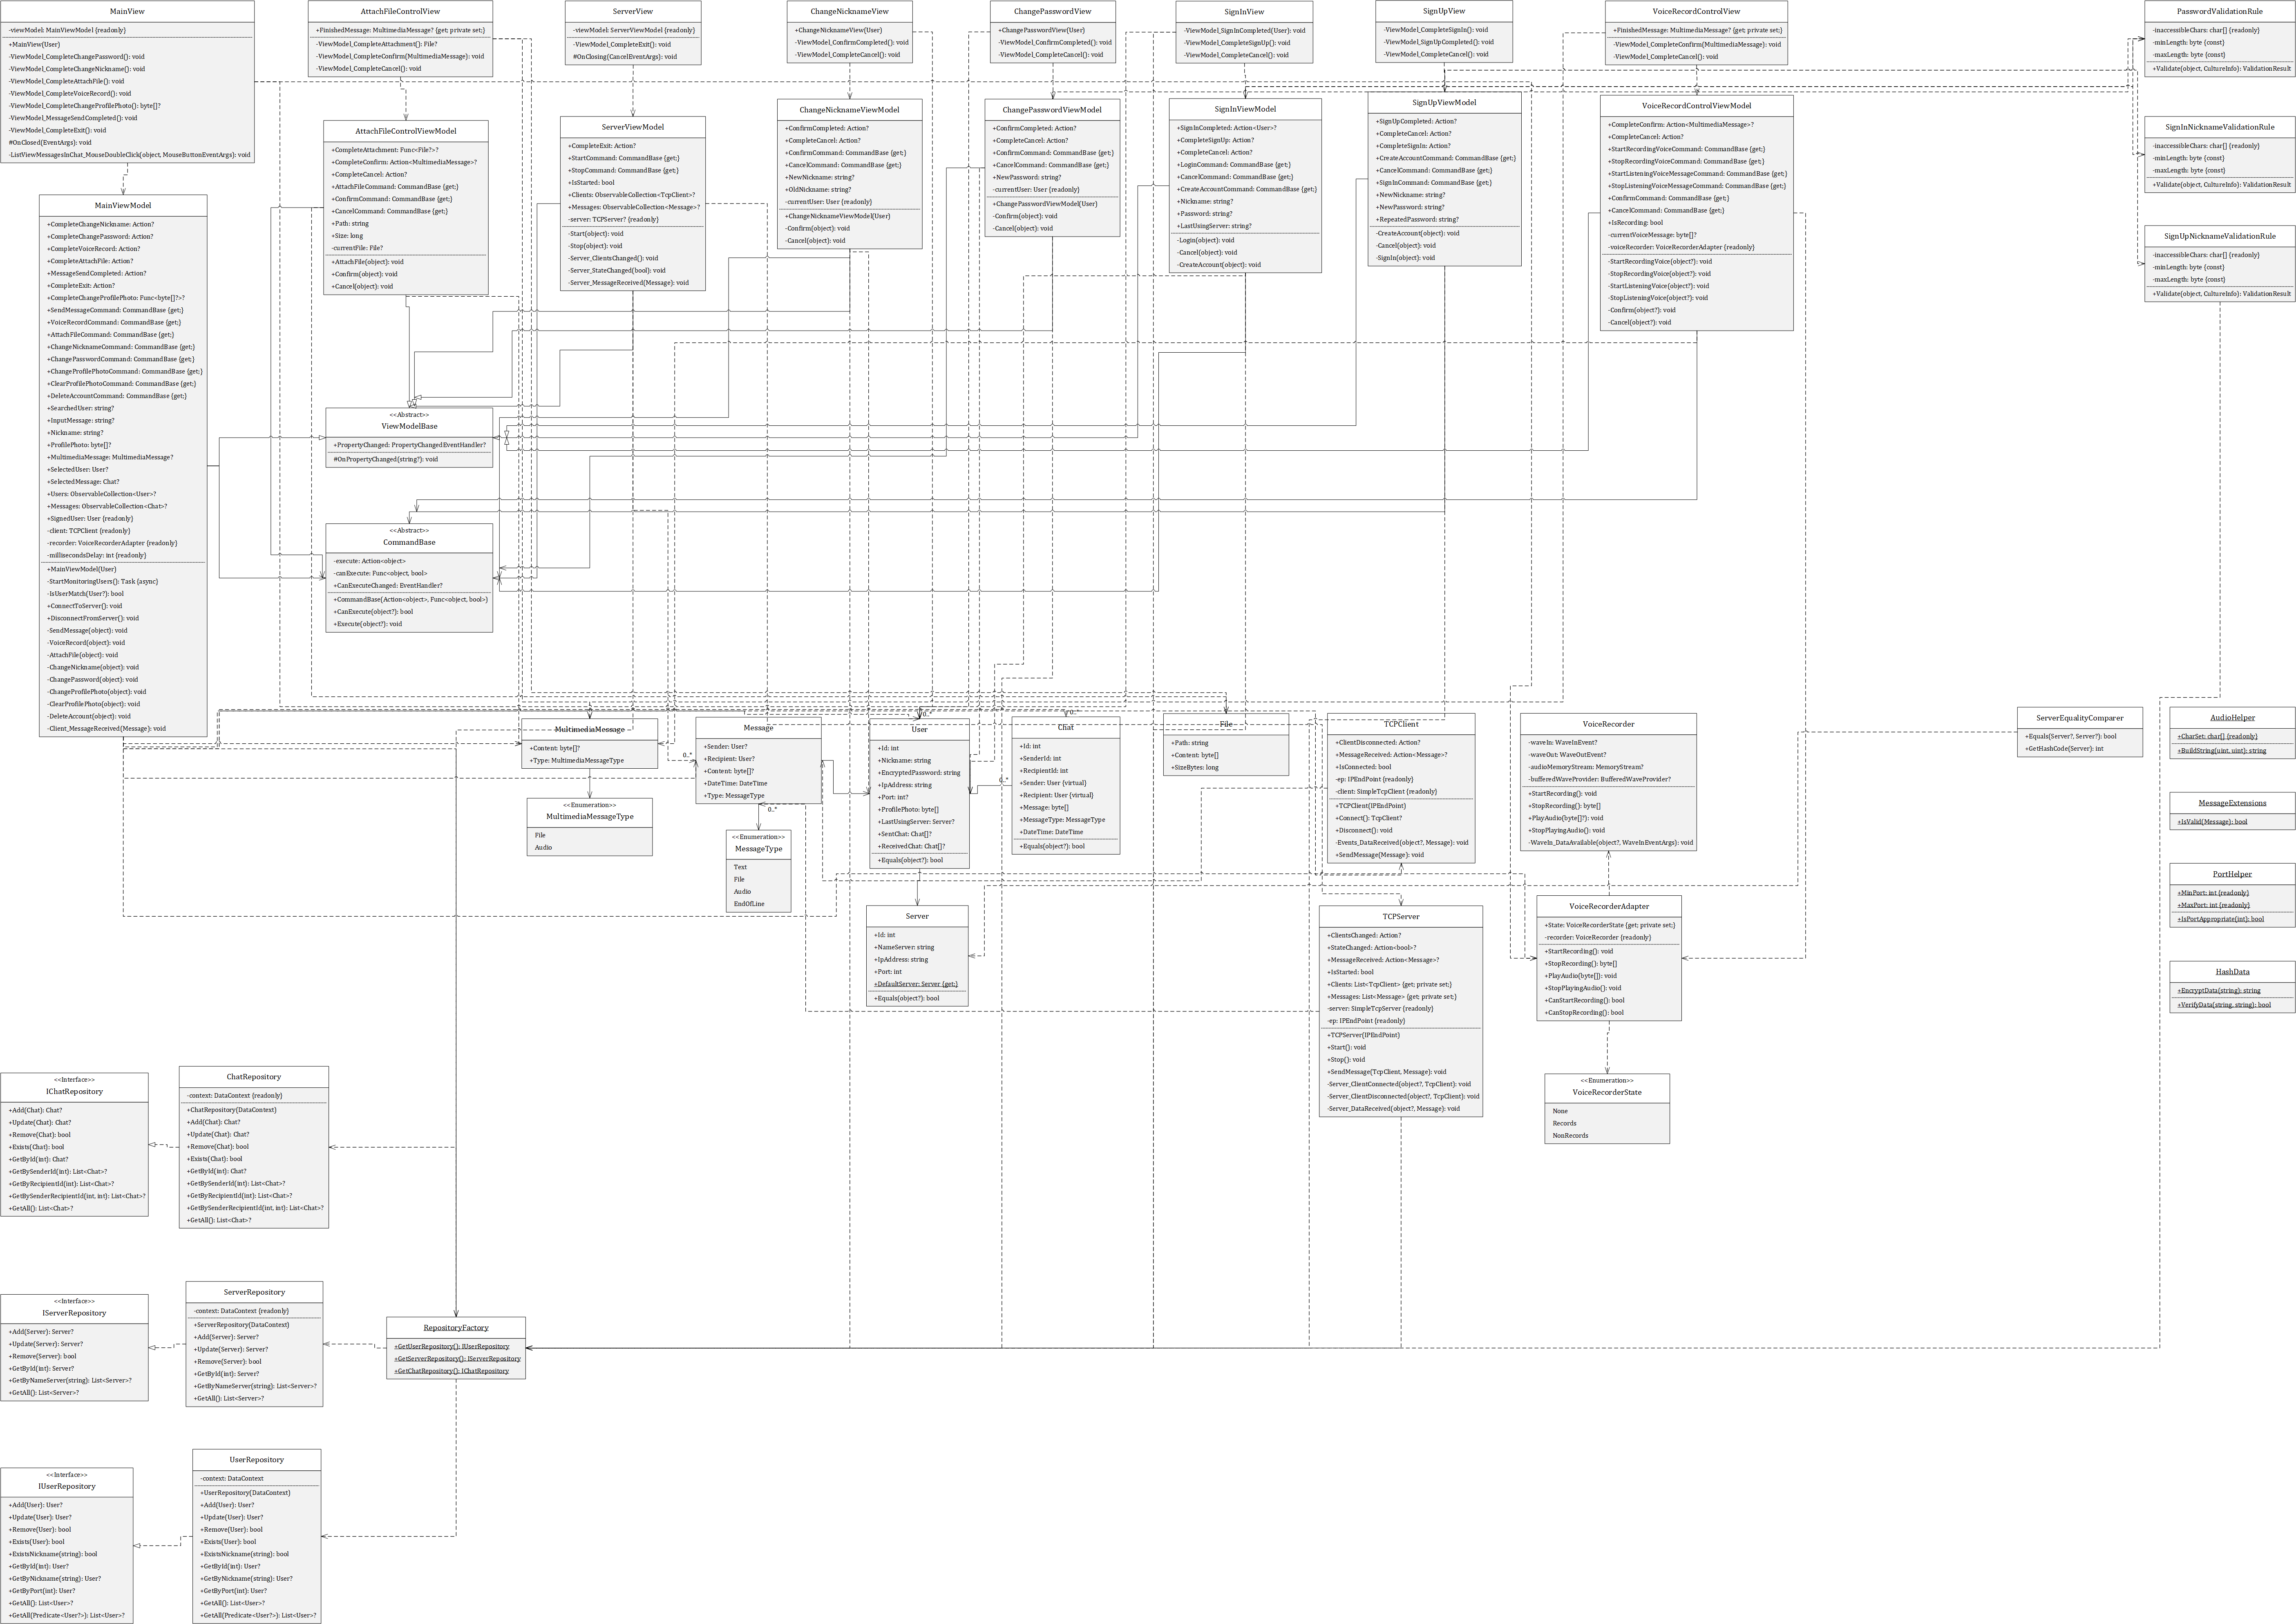 MainView
-viewModel: MainViewModel {readonly}
+MainView(User)
-ViewModel_CompleteChangePassword(): void
-ViewModel_CompleteChangeNickname(): void
-ViewModel_CompleteAttachFile(): void
-ViewModel_CompleteVoiceRecord(): void
-ViewModel_CompleteChangeProfilePhoto(): byte[]?
-ViewModel_MessageSendCompleted(): void
-ViewModel_CompleteExit(): void
#OnClosed(EventArgs): void
-ListViewMessagesInChat_MouseDoubleClick(object, MouseButtonEventArgs): void
AttachFileControlView
+FinishedMessage: MultimediaMessage? {get; private set;}
-ViewModel_CompleteAttachment(): File?
-ViewModel_CompleteConfirm(MultimediaMessage): void
-ViewModel_CompleteCancel(): void
ServerView
-viewModel: ServerViewModel {readonly}
-ViewModel_CompleteExit(): void
#OnClosing(CancelEventArgs): void
ChangeNicknameView
+ChangeNicknameView(User)
-ViewModel_ConfirmCompleted(): void
-ViewModel_CompleteCancel(): void
ChangePasswordView
+ChangePasswordView(User)
-ViewModel_ConfirmCompleted(): void
-ViewModel_CompleteCancel(): void
SignInView
-ViewModel_SignInCompleted(User): void
-ViewModel_CompleteSignUp(): void
-ViewModel_CompleteCancel(): void
SignUpView
-ViewModel_CompleteSignIn(): void
-ViewModel_SignUpCompleted(): void
-ViewModel_CompleteCancel(): void
VoiceRecordControlView
+FinishedMessage: MultimediaMessage? {get; private set;}
-ViewModel_CompleteConfirm(MultimediaMessage): void
-ViewModel_CompleteCancel(): void
PasswordValidationRule
-inaccessibleChars: char[] {readonly}
-minLength: byte {const}
-maxLength: byte {const}
+Validate(object, CultureInfo): ValidationResult
SignInNicknameValidationRule
-inaccessibleChars: char[] {readonly}
-minLength: byte {const}
-maxLength: byte {const}
+Validate(object, CultureInfo): ValidationResult
SignUpNicknameValidationRule
-inaccessibleChars: char[] {readonly}
-minLength: byte {const}
-maxLength: byte {const}
+Validate(object, CultureInfo): ValidationResult
MainViewModel
+CompleteChangeNickname: Action?
+CompleteChangePassword: Action?
+CompleteVoiceRecord: Action?
+CompleteAttachFile: Action?
+MessageSendCompleted: Action?
+CompleteExit: Action?
+CompleteChangeProfilePhoto: Func<byte[]?>?
+SendMessageCommand: CommandBase {get;}
+VoiceRecordCommand: CommandBase {get;}
+AttachFileCommand: CommandBase {get;}
+ChangeNicknameCommand: CommandBase {get;}
+ChangePasswordCommand: CommandBase {get;}
+ChangeProfilePhotoCommand: CommandBase {get;}
+ClearProfilePhotoCommand: CommandBase {get;}
+DeleteAccountCommand: CommandBase {get;}
+SearchedUser: string?
+InputMessage: string?
+Nickname: string?
+ProfilePhoto: byte[]?
+MultimediaMessage: MultimediaMessage?
+SelectedUser: User?
+SelectedMessage: Chat?
+Users: ObservableCollection<User>?
+Messages: ObservableCollection<Chat>?
+SignedUser: User {readonly}
-client: TCPClient {readonly}
-recorder: VoiceRecorderAdapter {readonly}
-millisecondsDelay: int {readonly}
+MainViewModel(User)
-StartMonitoringUsers(): Task {async}
-IsUserMatch(User?): bool
+ConnectToServer(): void
+DisconnectFromServer(): void
-SendMessage(object): void
-VoiceRecord(object): void
-AttachFile(object): void
-ChangeNickname(object): void
-ChangePassword(object): void
-ChangeProfilePhoto(object): void
-ClearProfilePhoto(object): void
-DeleteAccount(object): void
-Client_MessageReceived(Message): void
AttachFileControlViewModel
+CompleteAttachment: Func<File?>?
+CompleteConfirm: Action<MultimediaMessage>?
+CompleteCancel: Action?
+AttachFileCommand: CommandBase {get;}
+ConfirmCommand: CommandBase {get;}
+CancelCommand: CommandBase {get;}
+Path: string
+Size: long
-currentFile: File?
+AttachFile(object): void
+Confirm(object): void
+Cancel(object): void
ServerViewModel
+CompleteExit: Action?
+StartCommand: CommandBase {get;}
+StopCommand: CommandBase {get;}
+IsStarted: bool
+Clients: ObservableCollection<TcpClient>?
+Messages: ObservableCollection<Message>?
-server: TCPServer? {readonly}
-Start(object): void
-Stop(object): void
-Server_ClientsChanged(): void
-Server_StateChanged(bool): void
-Server_MessageReceived(Message): void
ChangeNicknameViewModel
+ConfirmCompleted: Action?
+CompleteCancel: Action?
+ConfirmCommand: CommandBase {get;}
+CancelCommand: CommandBase {get;}
+NewNickname: string?
+OldNickname: string?
-currentUser: User {readonly}
+ChangeNicknameViewModel(User)
-Confirm(object): void
-Cancel(object): void
ChangePasswordViewModel
+ConfirmCompleted: Action?
+CompleteCancel: Action?
+ConfirmCommand: CommandBase {get;}
+CancelCommand: CommandBase {get;}
+NewPassword: string?
-currentUser: User {readonly}
+ChangePasswordViewModel(User)
-Confirm(object): void
-Cancel(object): void
SignInViewModel
+SignInCompleted: Action<User>?
+CompleteSignUp: Action?
+CompleteCancel: Action?
+LoginCommand: CommandBase {get;}
+CancelCommand: CommandBase {get;}
+CreateAccountCommand: CommandBase {get;}
+Nickname: string?
+Password: string?
+LastUsingServer: string?
-Login(object): void
-Cancel(object): void
-CreateAccount(object): void
SignUpViewModel
+SignUpCompleted: Action?
+CompleteCancel: Action?
+CompleteSignIn: Action?
+CreateAccountCommand: CommandBase {get;}
+CancelCommand: CommandBase {get;}
+SignInCommand: CommandBase {get;}
+NewNickname: string?
+NewPassword: string?
+RepeatedPassword: string?
-CreateAccount(object): void
-Cancel(object): void
-SignIn(object): void
VoiceRecordControlViewModel
+CompleteConfirm: Action<MultimediaMessage>?
+CompleteCancel: Action?
+StartRecordingVoiceCommand: CommandBase {get;}
+StopRecordingVoiceCommand: CommandBase {get;}
+StartListeningVoiceMessageCommand: CommandBase {get;}
+StopListeningVoiceMessageCommand: CommandBase {get;}
+ConfirmCommand: CommandBase {get;}
+CancelCommand: CommandBase {get;}
+IsRecording: bool
-currentVoiceMessage: byte[]?
-voiceRecorder: VoiceRecorderAdapter {readonly}
-StartRecordingVoice(object?): void
-StopRecordingVoice(object?): void
-StartListeningVoice(object?): void
-StopListeningVoice(object?): void
-Confirm(object?): void
-Cancel(object?): void
<<Abstract>>
ViewModelBase
+PropertyChanged: PropertyChangedEventHandler?
#OnPropertyChanged(string?): void
<<Abstract>>
CommandBase
-execute: Action<object>
-canExecute: Func<object, bool>
+CanExecuteChanged: EventHandler?
+CommandBase(Action<object>, Func<object, bool>)
+CanExecute(object?): bool
+Execute(object?): void
MultimediaMessage
+Content: byte[]?
+Type: MultimediaMessageType
<<Enumeration>>
MultimediaMessageType
File
Audio
0..*
Message
+Sender: User?
+Recipient: User?
+Content: byte[]?
+DateTime: DateTime
+Type: MessageType
0..*
<<Enumeration>>
MessageType
Text
File
Audio
EndOfLine
0..*
User
+Id: int
+Nickname: string
+EncryptedPassword: string
+IpAddress: string
+Port: int?
+ProfilePhoto: byte[]
+LastUsingServer: Server?
+SentChat: Chat[]?
+ReceivedChat: Chat[]?
+Equals(object?): bool
0..*
0..*
Chat
+Id: int
+SenderId: int
+RecipientId: int
+Sender: User {virtual}
+Recipient: User {virtual}
+Message: byte[]
+MessageType: MessageType
+DateTime: DateTime
+Equals(object?): bool
File
+Path: string
+Content: byte[]
+SizeBytes: long
TCPClient
+ClientDisconnected: Action?
+MessageReceived: Action<Message>?
+IsConnected: bool
-ep: IPEndPoint {readonly}
-client: SimpleTcpClient {readonly}
+TCPClient(IPEndPoint)
+Connect(): TcpClient?
+Disconnect(): void
-Events_DataReceived(object?, Message): void
+SendMessage(Message): void
VoiceRecorder
-waveIn: WaveInEvent?
-waveOut: WaveOutEvent?
-audioMemoryStream: MemoryStream?
-bufferedWaveProvider: BufferedWaveProvider?
+StartRecording(): void
+StopRecording(): byte[]
+PlayAudio(byte[]?): void
+StopPlayingAudio(): void
-WaveIn_DataAvailable(object?, WaveInEventArgs): void
ServerEqualityComparer
+Equals(Server?, Server?): bool
+GetHashCode(Server): int
AudioHelper
+CharSet: char[] {readonly}
+BuildString(uint, uint): string
MessageExtensions
+IsValid(Message): bool
PortHelper
+MinPort: int {readonly}
+MaxPort: int {readonly}
+IsPortAppropriate(int): bool
HashData
+EncryptData(string): string
+VerifyData(string, string): bool
Server
+Id: int
+NameServer: string
+IpAddress: string
+Port: int
+DefaultServer: Server {get;}
+Equals(object?): bool
TCPServer
+ClientsChanged: Action?
+StateChanged: Action<bool>?
+MessageReceived: Action<Message>?
+IsStarted: bool
+Clients: List<TcpClient> {get; private set;}
+Messages: List<Message> {get; private set;}
-server: SimpleTcpServer {readonly}
-ep: IPEndPoint {readonly}
+TCPServer(IPEndPoint)
+Start(): void
+Stop(): void
+SendMessage(TcpClient, Message): void
-Server_ClientConnected(object?, TcpClient): void
-Server_ClientDisconnected(object?, TcpClient): void
-Server_DataReceived(object?, Message): void
VoiceRecorderAdapter
+State: VoiceRecorderState {get; private set;}
-recorder: VoiceRecorder {readonly}
+StartRecording(): void
+StopRecording(): byte[]
+PlayAudio(byte[]): void
+StopPlayingAudio(): void
+CanStartRecording(): bool
+CanStopRecording(): bool
<<Enumeration>>
VoiceRecorderState
None
Records
NonRecords
<<Interface>>
IChatRepository
+Add(Chat): Chat?
+Update(Chat): Chat?
+Remove(Chat): bool
+Exists(Chat): bool
+GetById(int): Chat?
+GetBySenderId(int): List<Chat>?
+GetByRecipientId(int): List<Chat>?
+GetBySenderRecipientId(int, int): List<Chat>?
+GetAll(): List<Chat>?
ChatRepository
-context: DataContext {readonly}
+ChatRepository(DataContext)
+Add(Chat): Chat?
+Update(Chat): Chat?
+Remove(Chat): bool
+Exists(Chat): bool
+GetById(int): Chat?
+GetBySenderId(int): List<Chat>?
+GetByRecipientId(int): List<Chat>?
+GetBySenderRecipientId(int, int): List<Chat>?
+GetAll(): List<Chat>?
<<Interface>>
IServerRepository
+Add(Server): Server?
+Update(Server): Server?
+Remove(Server): bool
+GetById(int): Server?
+GetByNameServer(string): List<Server>?
+GetAll(): List<Server>?
ServerRepository
-context: DataContext {readonly}
+ServerRepository(DataContext)
+Add(Server): Server?
+Update(Server): Server?
+Remove(Server): bool
+GetById(int): Server?
+GetByNameServer(string): List<Server>?
+GetAll(): List<Server>?
RepositoryFactory
+GetUserRepository(): IUserRepository
+GetServerRepository(): IServerRepository
+GetChatRepository(): IChatRepository
<<Interface>>
IUserRepository
+Add(User): User?
+Update(User): User?
+Remove(User): bool
+Exists(User): bool
+ExistsNickname(string): bool
+GetById(int): User?
+GetByNickname(string): User?
+GetByPort(int): User?
+GetAll(): List<User>?
+GetAll(Predicate<User?>): List<User>?
UserRepository
-context: DataContext
+UserRepository(DataContext)
+Add(User): User?
+Update(User): User?
+Remove(User): bool
+Exists(User): bool
+ExistsNickname(string): bool
+GetById(int): User?
+GetByNickname(string): User?
+GetByPort(int): User?
+GetAll(): List<User>?
+GetAll(Predicate<User?>): List<User>?